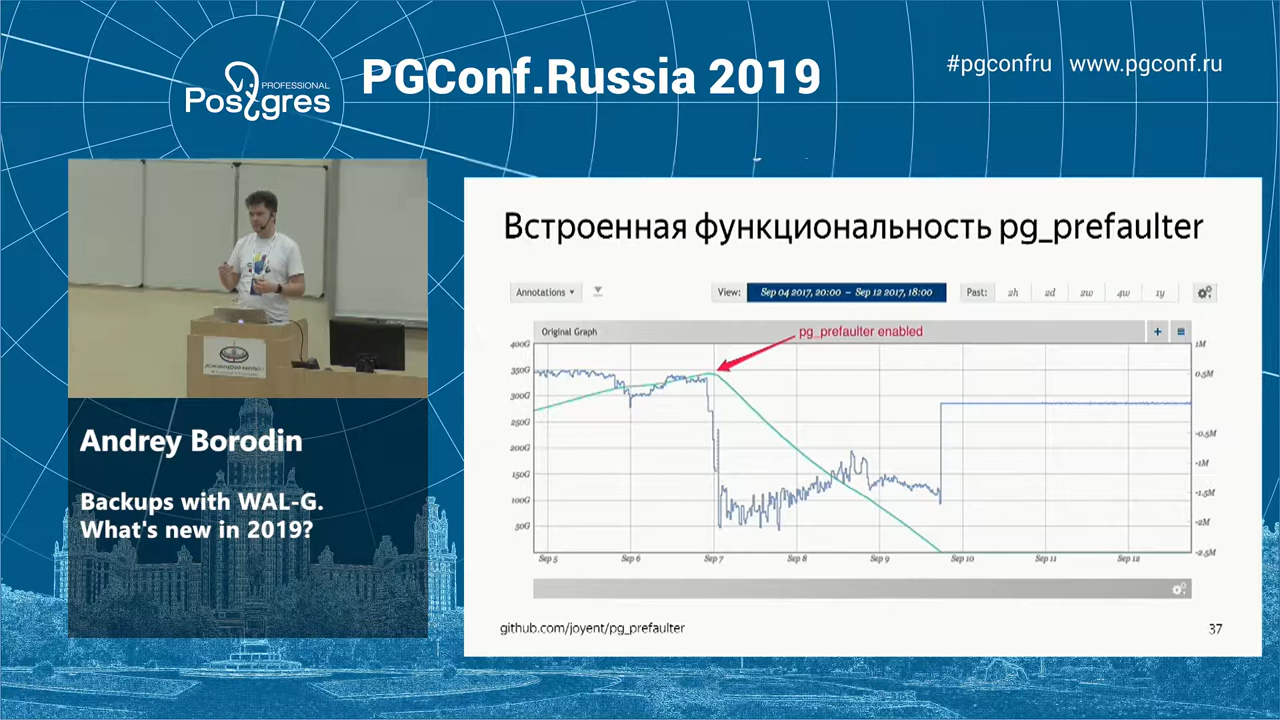 PROFESSIONAL
Postgres
PGConf.Russia 2019
#pgconfru www.pgconf.ru
Andrey Borodin
Backups with WAL-G.
What's new in 2019?
Встроенная функциональность pg_prefaulter
Annotations
View:
Sep 04 2017, 20:00 – Sep 12 2017, 18:00
Past:
2h
2d
2w
4w
1y
Original Graph
pg_prefaulter enabled
400G
350G
300G
250G
200G
150G
100G
50G
1M
0.5M
-0.5M
-1M
-1.5M
-2M
-2.5M
Sep 5
Sep 6
Sep 7
Sep 8
Sep 9
Sep 10
Sep 11
Sep 12
github.com/joyent/pg_prefaulter
37